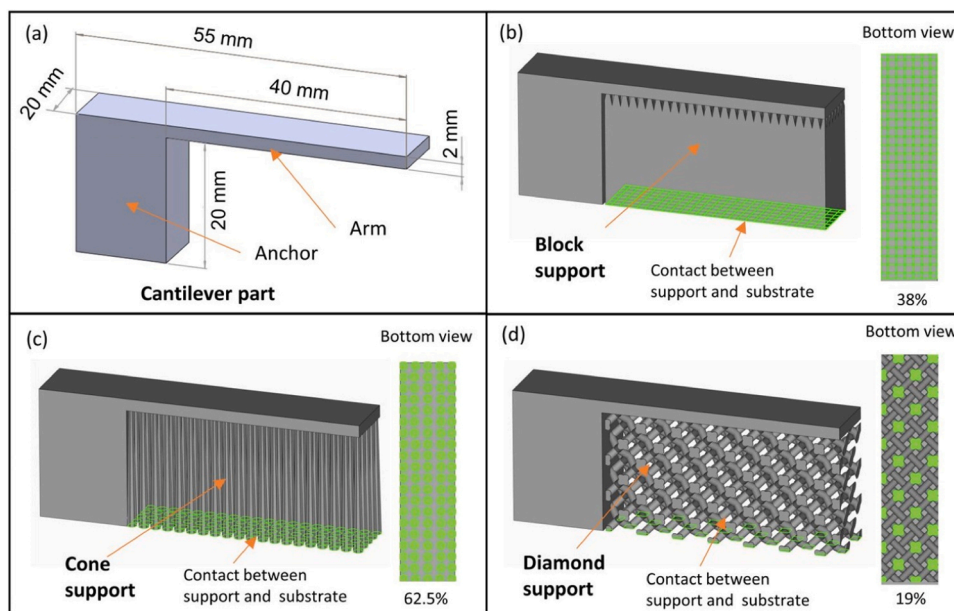 (a)
55 mm
20 mm
40 mm
2 mm
20 mm
Arm
Anchor
Cantilever part
(b)
Bottom view
Block
support
Contact between
support and substrate
38%
(c)
Bottom view
Cone
support
Contact between
support and substrate
62.5%
(d)
Bottom view
Diamond
support
Contact between
support and substrate
19%